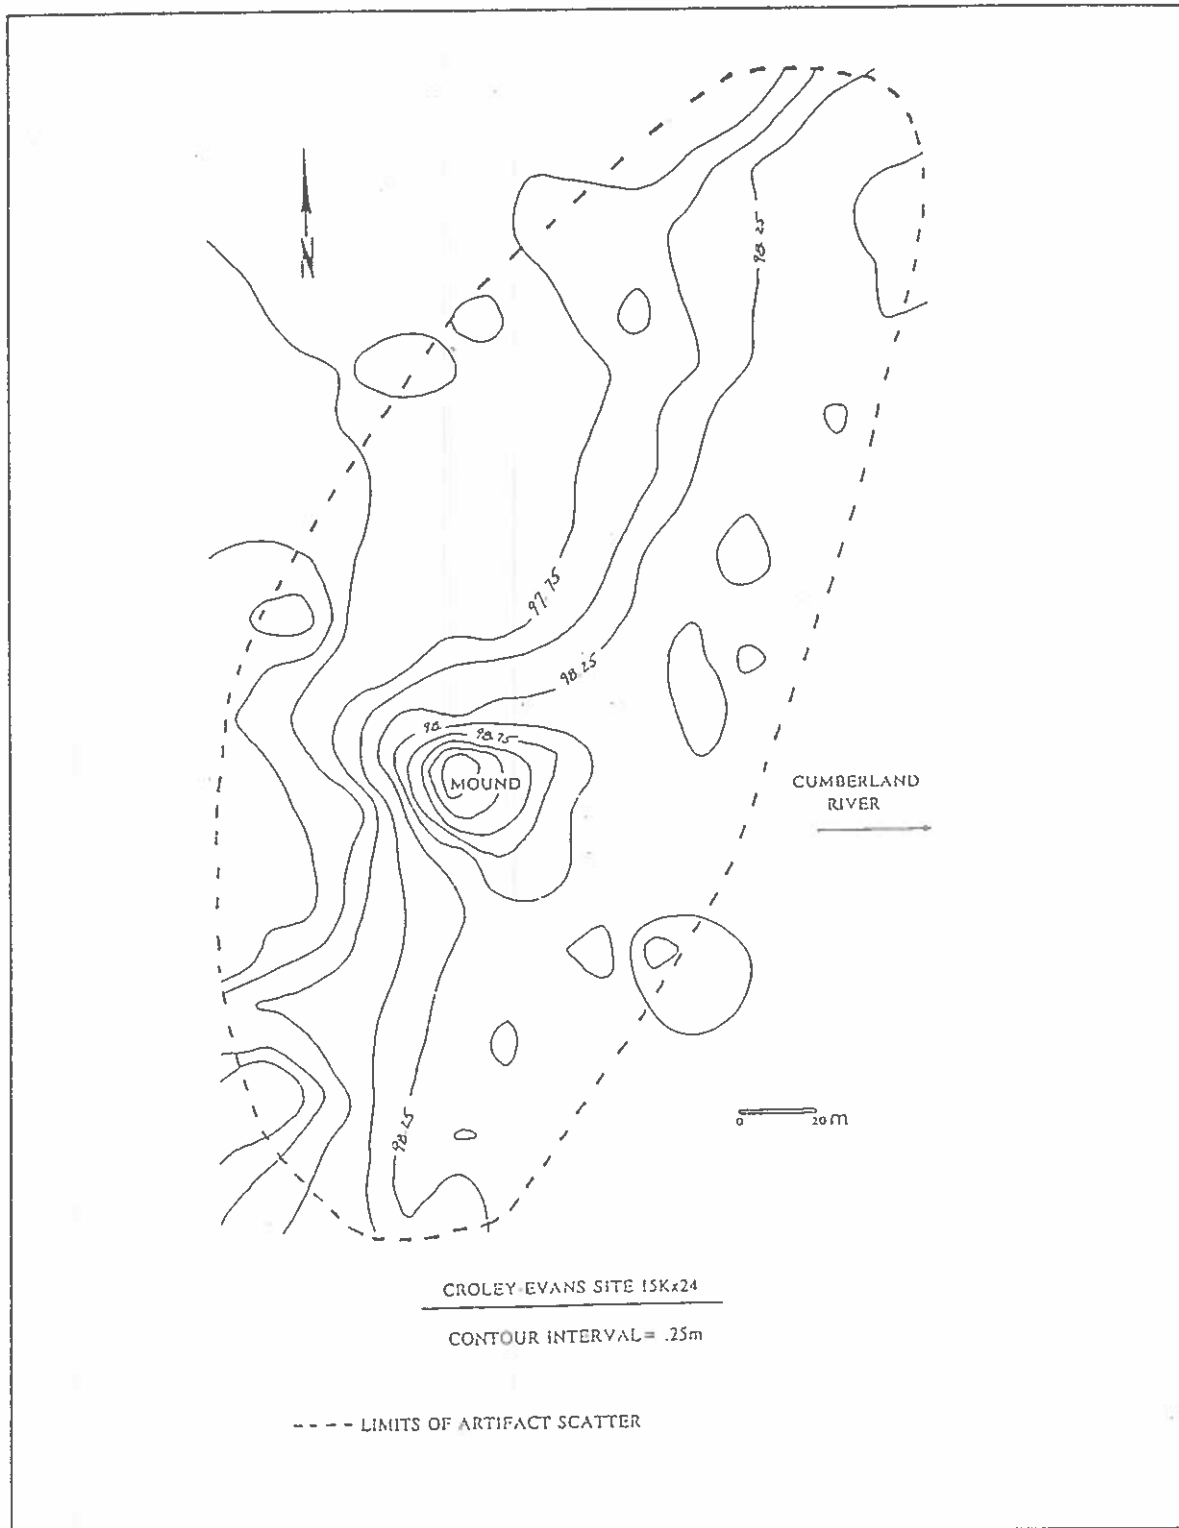 N
98.25
97.75
98.25
98.
98.75
MOUND
CUMBERLAND
RIVER
0 20m
98.25
CROLEY-EVANS SITE 15Kx24
CONTOUR INTERVAL= .25m
---- LIMITS OF ARTIFACT SCATTER